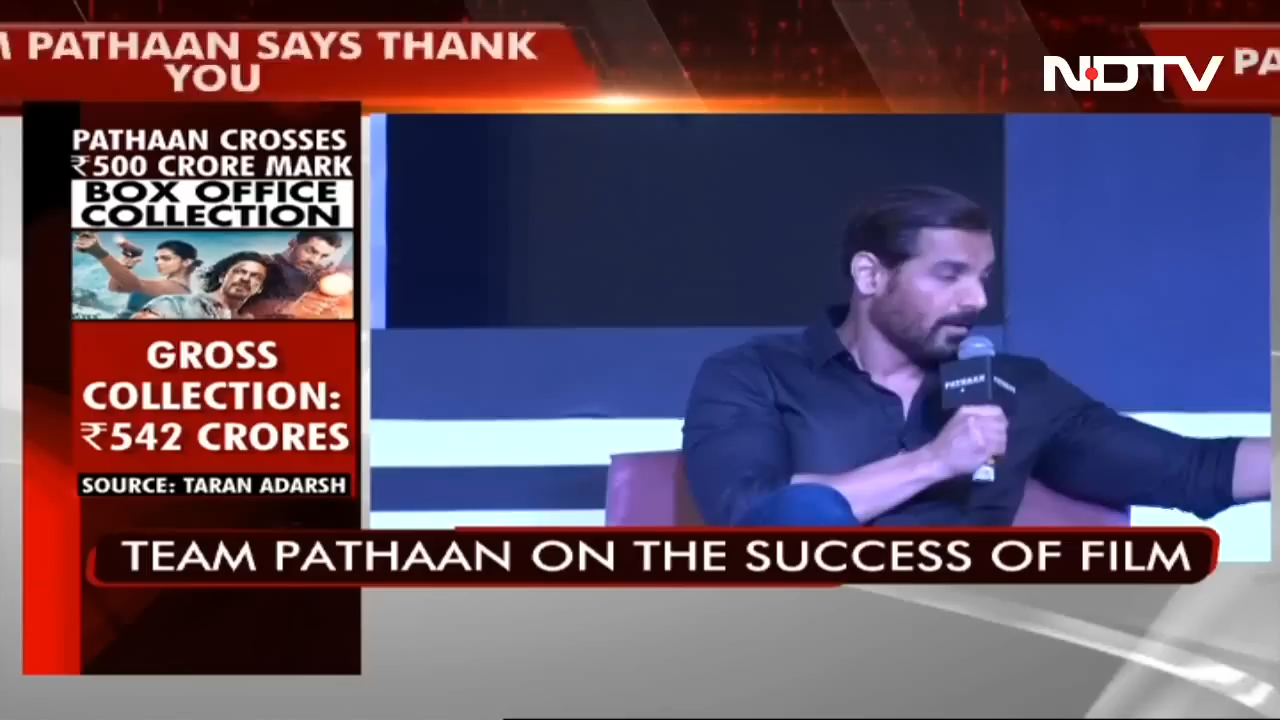 M PATHAAN SAYS THANK
YOU
NDTV
PA
PATHAAN CROSSES
₹500 CRORE MARK
BOX OFFICE
COLLECTION
GROSS
COLLECTION:
₹542 CRORES
SOURCE: TARAN ADARSH
PATHAAN
TEAM PATHAAN ON THE SUCCESS OF FILM